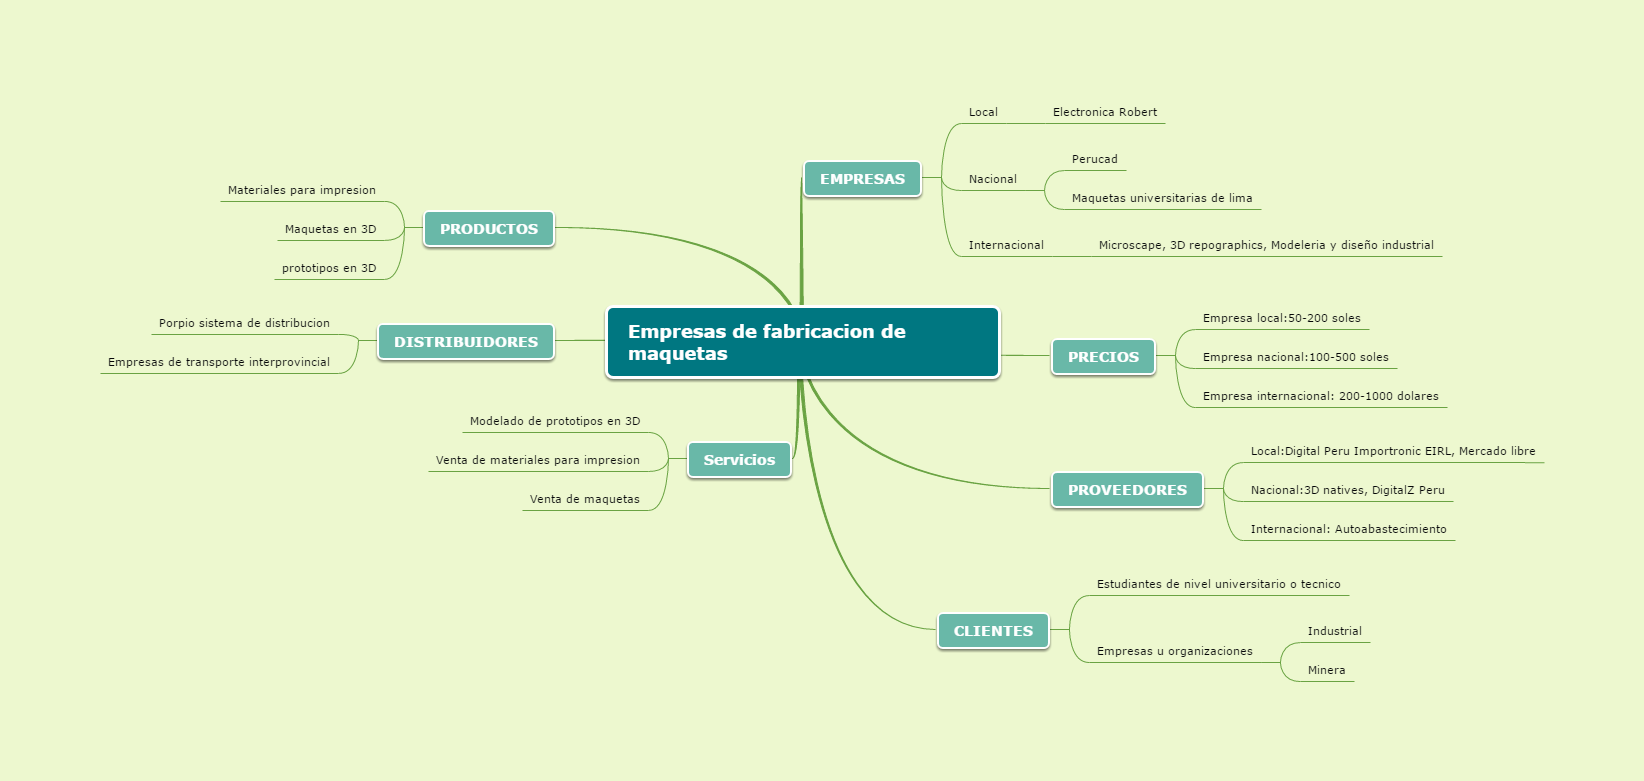 Empresas de fabricacion de
maquetas
EMPRESAS
Local
Electronica Robert
Nacional
Perucad
Maquetas universitarias de lima
Internacional
Microscape, 3D repographics, Modeleria y diseño industrial
PRECIOS
Empresa local:50-200 soles
Empresa nacional:100-500 soles
Empresa internacional: 200-1000 dolares
PROVEEDORES
Local:Digital Peru Importronic EIRL, Mercado libre
Nacional:3D natives, DigitalZ Peru
Internacional: Autoabastecimiento
CLIENTES
Estudiantes de nivel universitario o tecnico
Empresas u organizaciones
Industrial
Minera
PRODUCTOS
Materiales para impresion
Maquetas en 3D
prototipos en 3D
DISTRIBUIDORES
Porpio sistema de distribucion
Empresas de transporte interprovincial
Servicios
Modelado de prototipos en 3D
Venta de materiales para impresion
Venta de maquetas